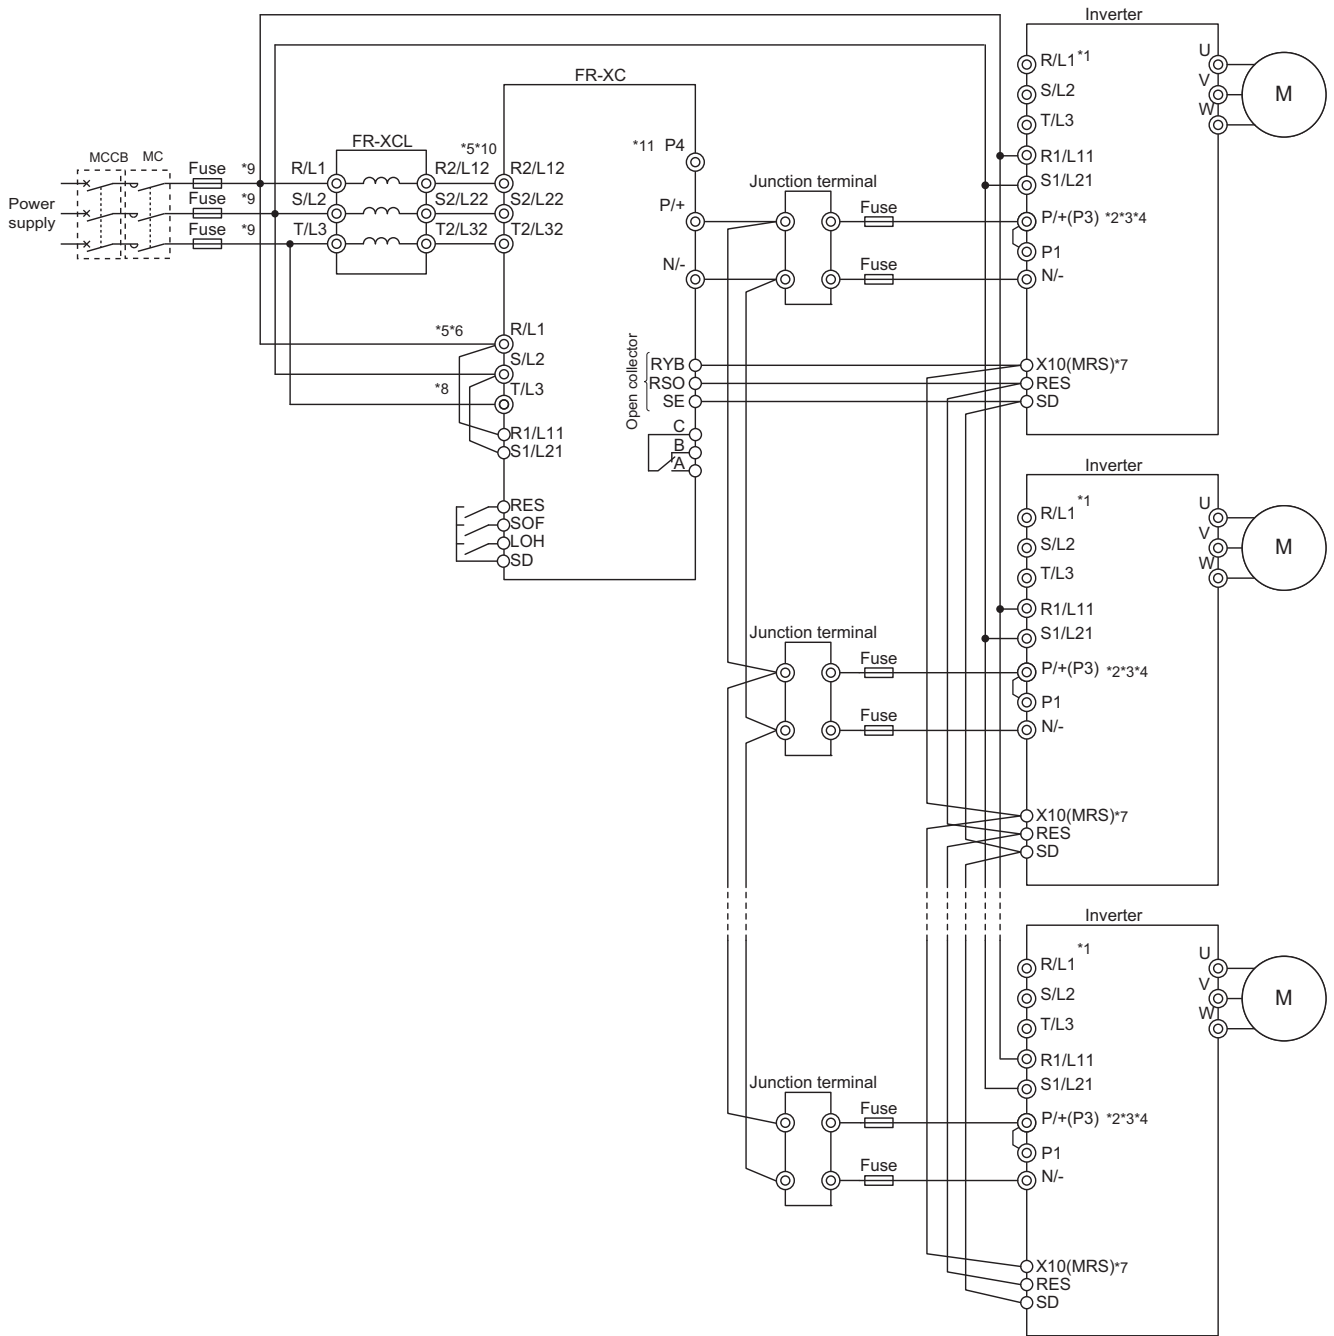 Inverter
R/L1*1
S/L2
T/L3
R1/L11
S1/L21
P/+(P3) *2*3*4
P1
N/-
X10(MRS)*7
RES
SD
U
V
W
M
FR-XC
*11 P4
P/+
N/-
Open collector
RYB
RSO
SE
C
B
A
*5*10
R2/L12
S2/L22
T2/L32
*5*6
R/L1
S/L2
*8
T/L3
R1/L11
S1/L21
RES
SOF
LOH
SD
FR-XCL
R/L1
S/L2
T/L3
R2/L12
S2/L22
T2/L32
Power
supply
MCCB
MC
Fuse *9
Fuse *9
Fuse *9
Junction terminal
Fuse
Fuse
Inverter
R/L1 *1
S/L2
T/L3
R1/L11
S1/L21
P/+(P3) *2*3*4
P1
N/-
X10(MRS)*7
RES
SD
U
V
W
M
Junction terminal
Fuse
Fuse
Inverter
R/L1 *1
S/L2
T/L3
R1/L11
S1/L21
P/+(P3) *2*3*4
P1
N/-
X10(MRS)*7
RES
SD
U
V
W
M
Junction terminal
Fuse
Fuse